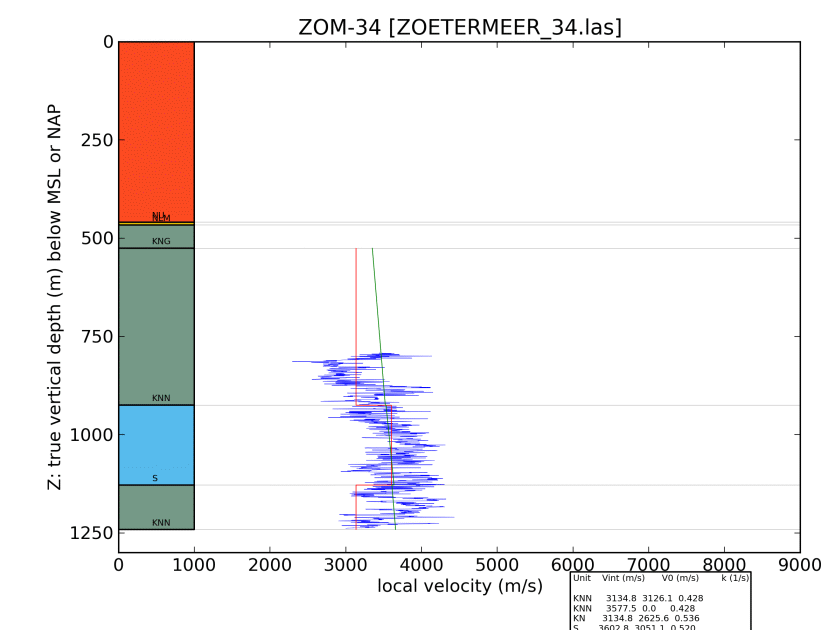 ZOM-34 [ZOETERMEER_34.las]
0
250
500
750
1000
1250
Z: true vertical depth (m) below MSL or NAP
NLM
KNG
KNN
S
KNN
0 1000 2000 3000 4000 5000 6000 7000 8000 9000
local velocity (m/s)
Unit Vint (m/s) V0 (m/s) k (1/s)
KNN 3134.8 3126.1 0.428
KNN 3577.5 0.0 0.428
KN 3134.8 2625.6 0.536
S 3602.8 3051.1 0.520